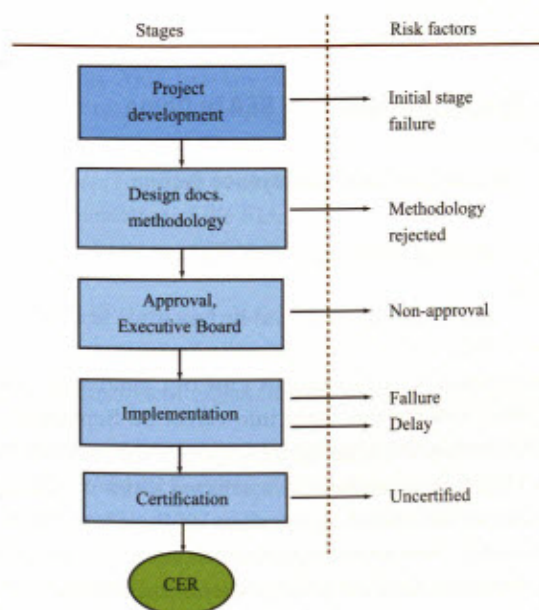 Stages
Risk factors
Project
development
Initial stage
failure
Design docs.
methodology
Methodology
rejected
Approval,
Executive Board
Non-approval
Implementation
Fallure
Delay
Certification
Uncertified
CER